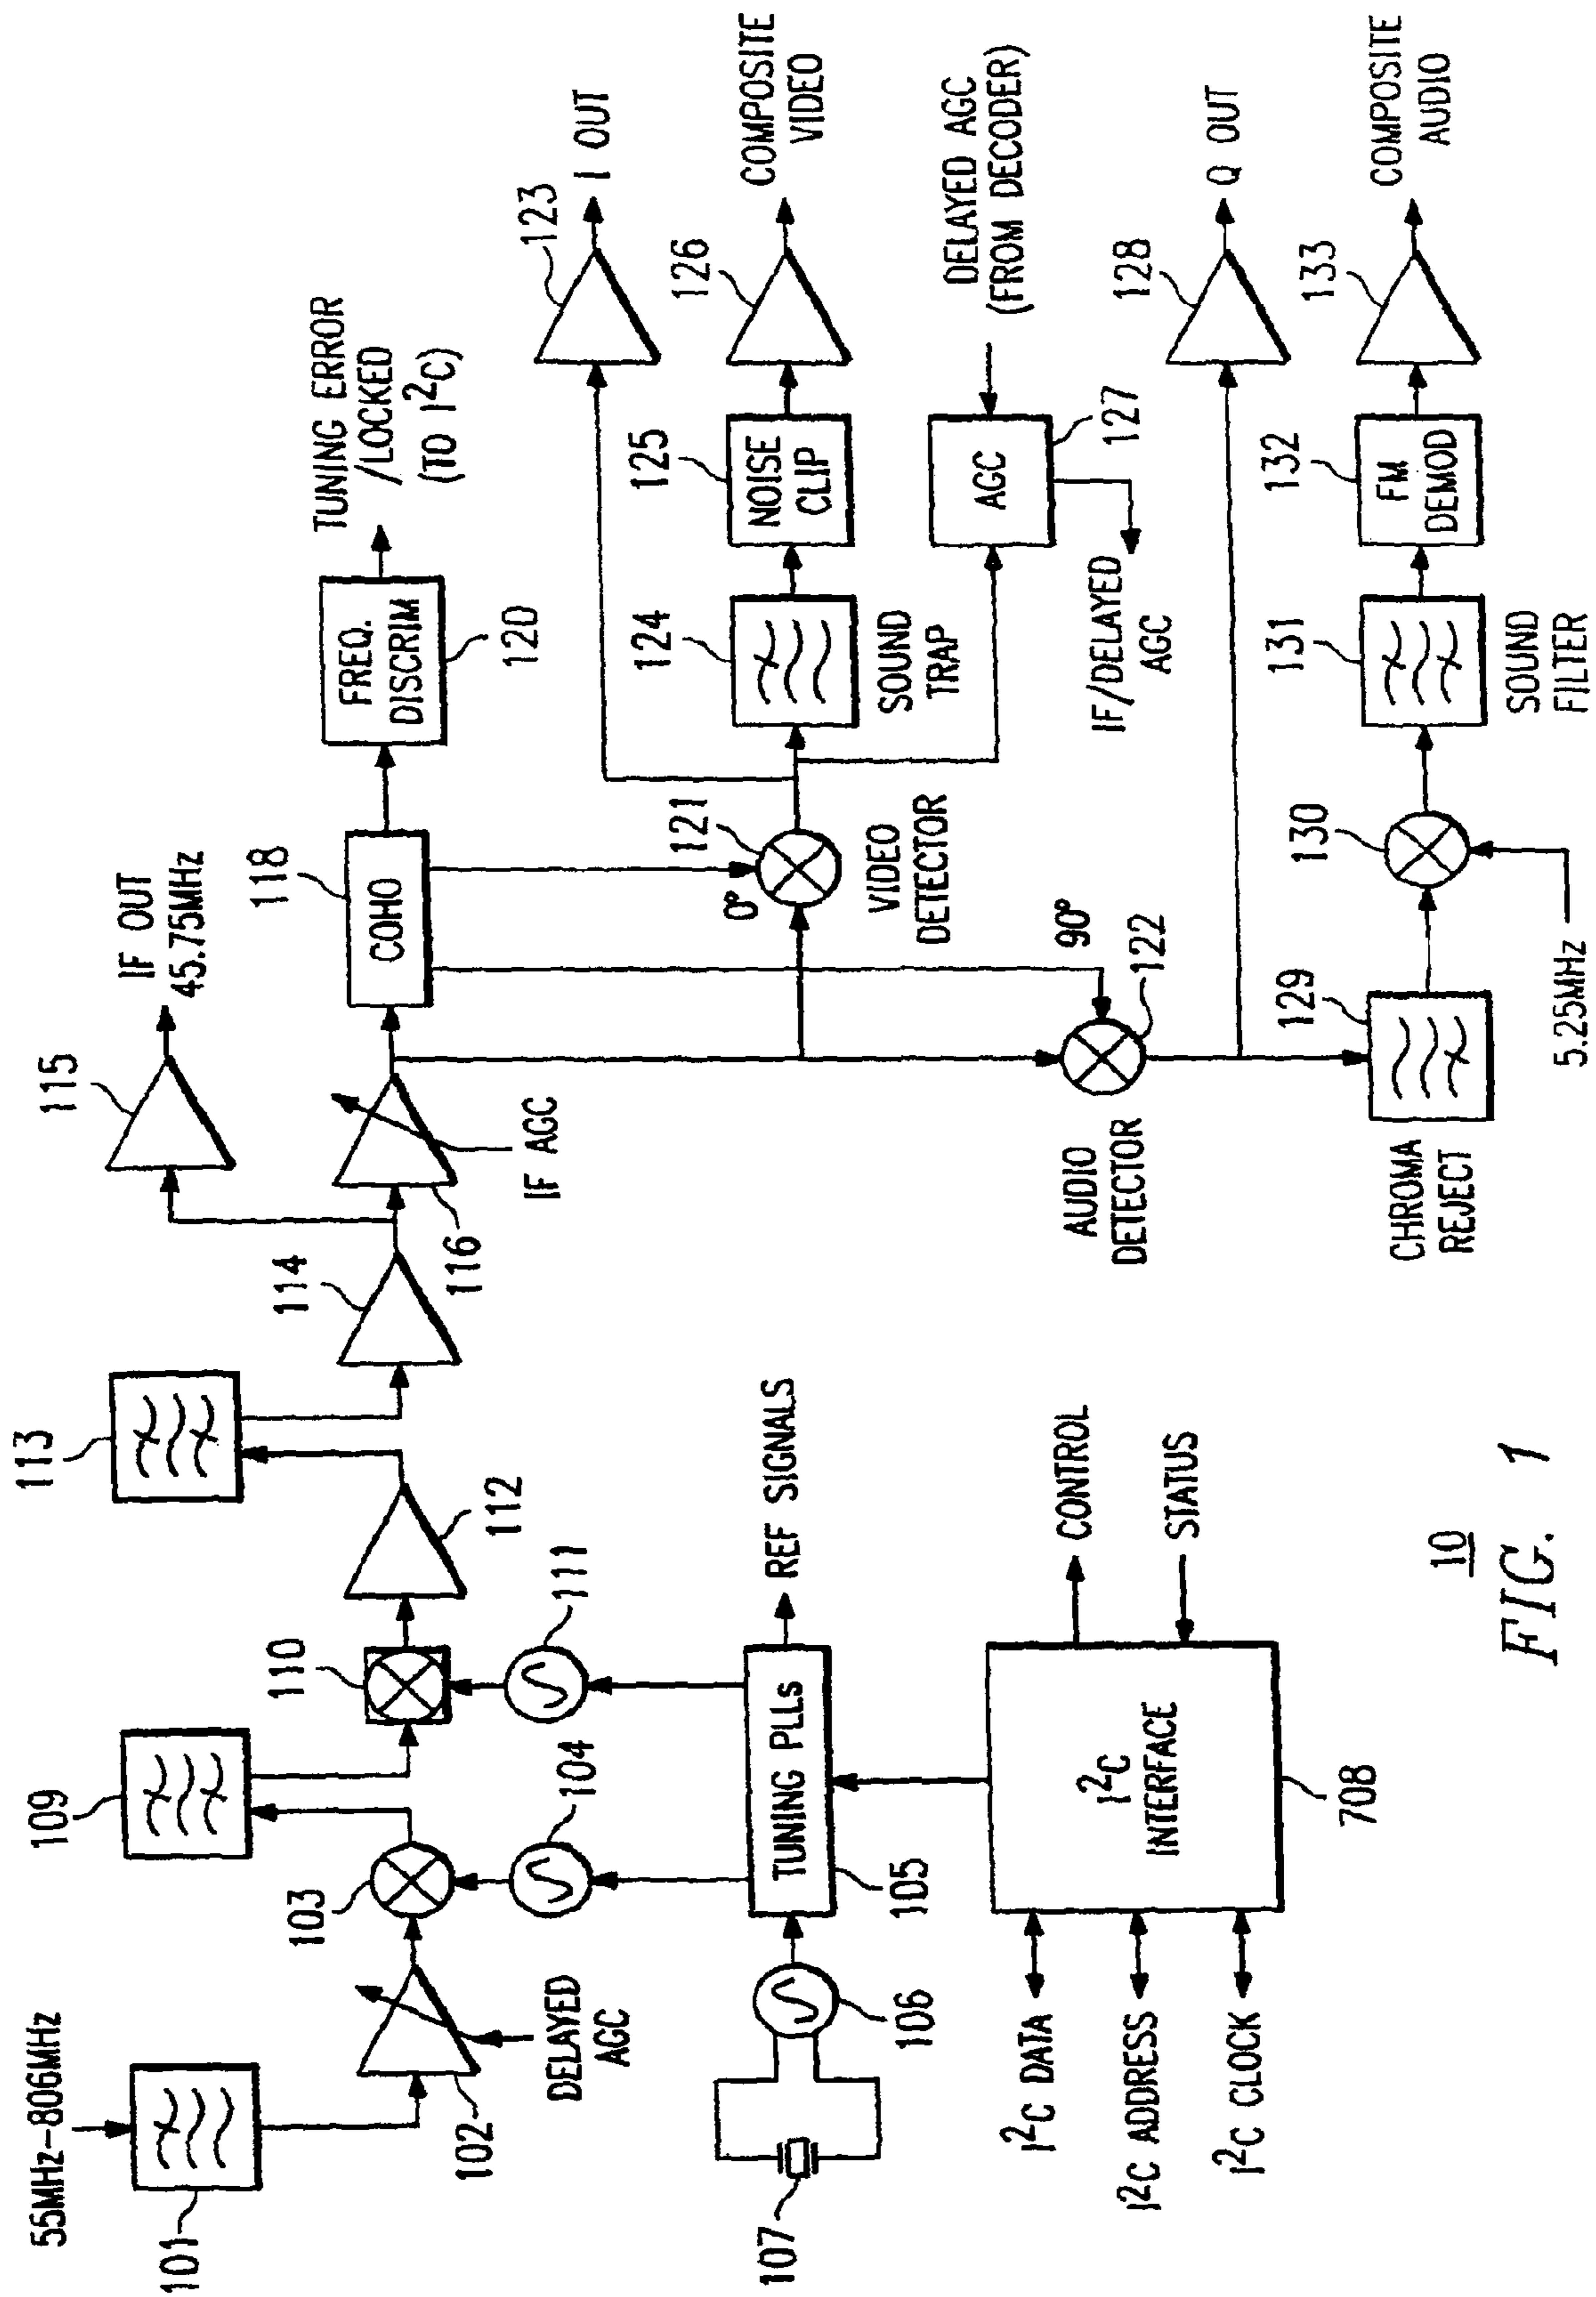 55MHz-806MHz
101
102
DELAYED
AGC
103
104
109
110
111
112
113
114
115
IF OUT
45.75MHz
116
IF AGC
118
COHO
FREQ.
DISCRIM
120
TUNING ERROR
/LOCKED
(TO I²C)
121
0°
VIDEO
DETECTOR
123
I OUT
124
SOUND
TRAP
125
NOISE
CLIP
126
COMPOSITE
VIDEO
AGC
127
DELAYED AGC
(FROM DECODER)
IF/DELAYED
AGC
90°
122
AUDIO
DETECTOR
128
Q OUT
129
CHROMA
REJECT
130
5.25MHz
131
SOUND
FILTER
132
FM
DEMOD
133
COMPOSITE
AUDIO
107
106
105
TUNING PLLs
REF SIGNALS
I²C
INTERFACE
708
CONTROL
STATUS
I²C DATA
I²C ADDRESS
I²C CLOCK
10
FIG. 1